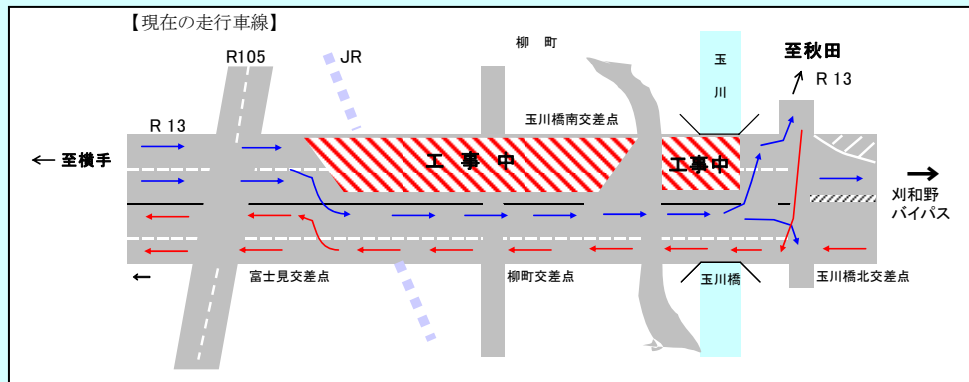 【現在の走行車線】
柳 町
R105
JR
玉
川
至秋田
R 13
玉川橋南交差点
R 13
工 事 中
工事中
← 至横手
刈和野
バイパス
富士見交差点
柳町交差点
玉川橋
玉川橋北交差点